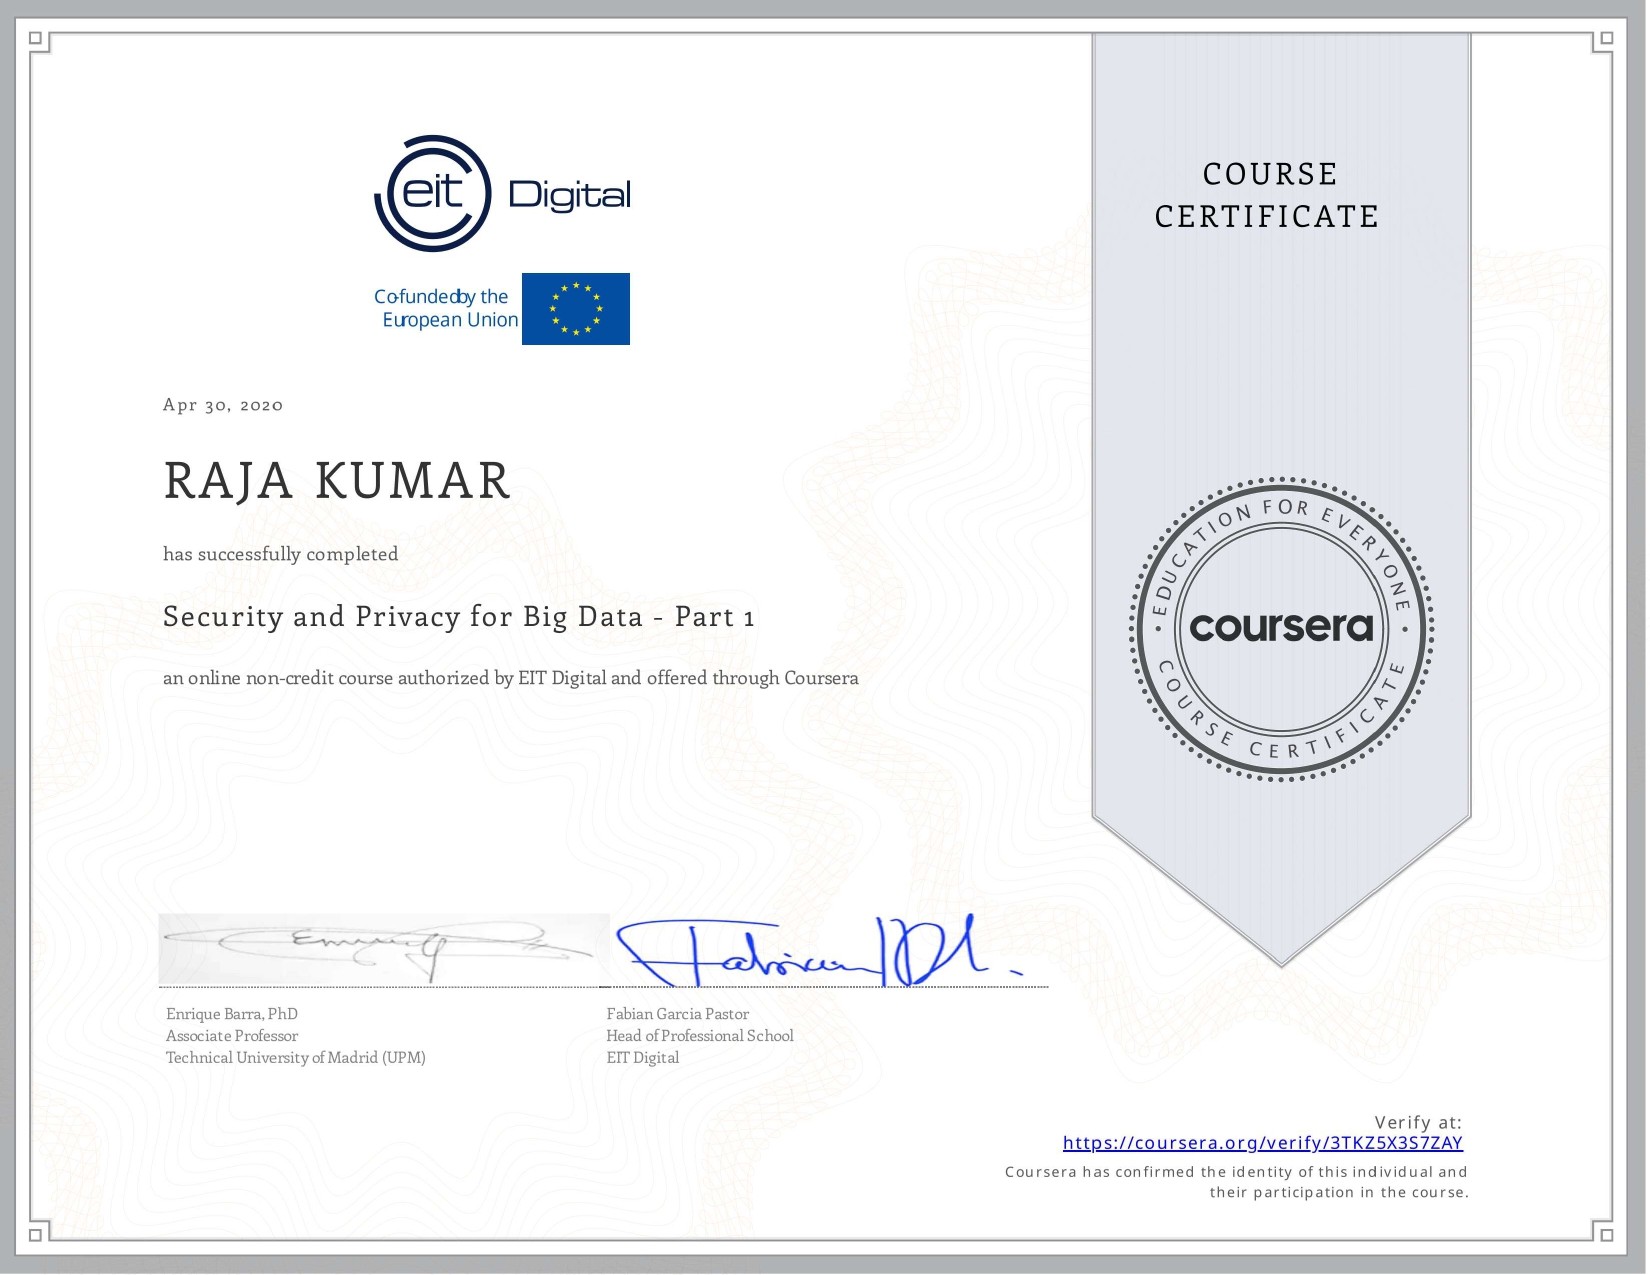 eit Digital
Co-funded by the
European Union
COURSE
CERTIFICATE
Apr 30, 2020
RAJA KUMAR
has successfully completed
Security and Privacy for Big Data - Part 1
an online non-credit course authorized by EIT Digital and offered through Coursera
EDUCATION FOR EVERYONE
coursera
COURSE CERTIFICATE
Enrique Barra, PhD
Associate Professor
Technical University of Madrid (UPM)
Fabian Garcia Pastor
Head of Professional School
EIT Digital
Verify at:
https://coursera.org/verify/3TKZ5X3S7ZAY
Coursera has confirmed the identity of this individual and
their participation in the course.